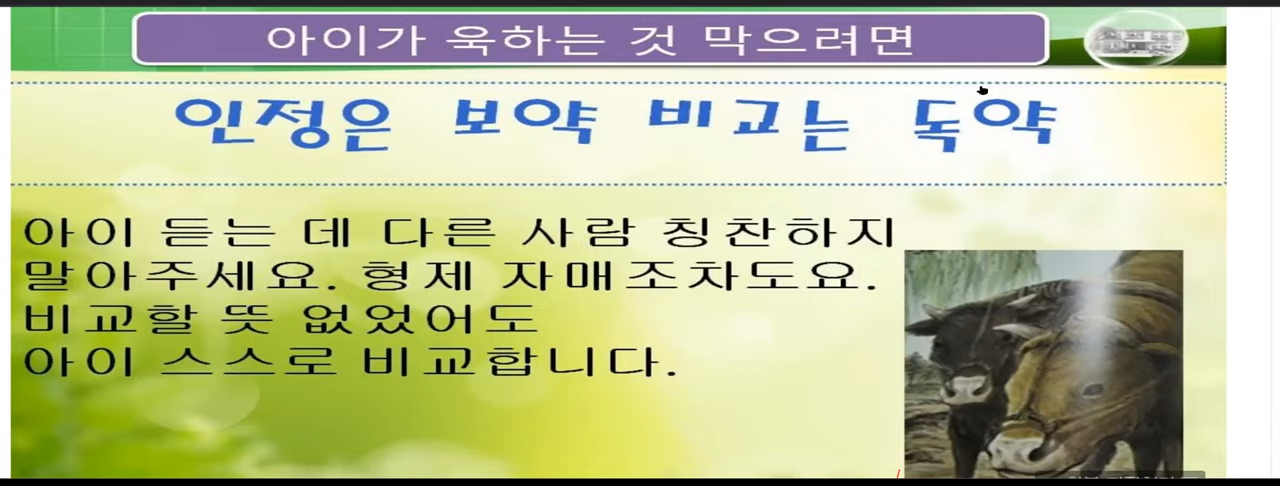 아이가 욱하는 것 막으려면
인정은 보약 비교는 독약
아이 듣는 데 다른 사람 칭찬하지
말아주세요. 형제 자매조차도요.
비교할 뜻 없었어도
아이 스스로 비교합니다.